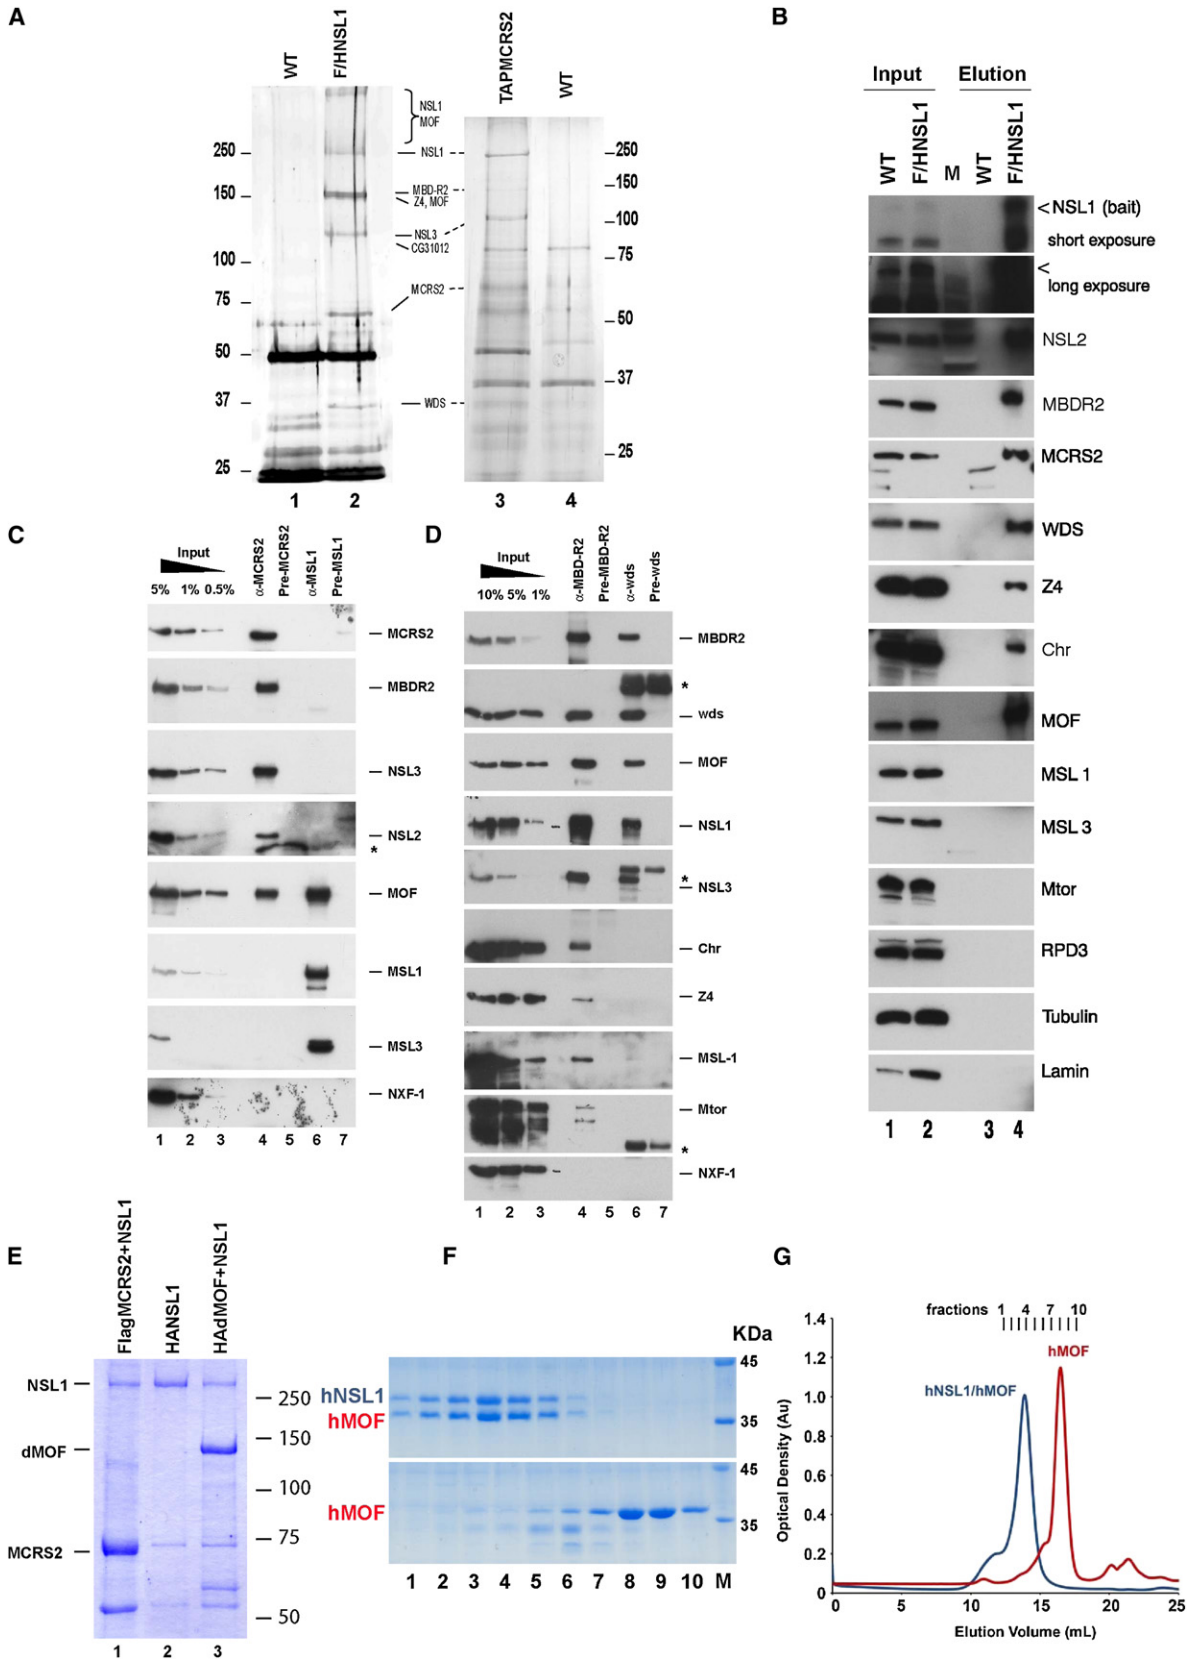 A
WT
F/HNSL1
TAPMCRS2
WT
NSL1
MOF
NSL1
MBD-R2
Z4, MOF
NSL3
CG31012
MCRS2
WDS
250
150
100
75
50
37
25
250
150
100
75
50
37
25
1 2 3 4
B
Input Elution
WT
F/HNSL1
M
WT
F/HNSL1
< NSL1 (bait)
short exposure
<
long exposure
NSL2
MBDR2
MCRS2
WDS
Z4
Chr
MOF
MSL 1
MSL 3
Mtor
RPD3
Tubulin
Lamin
1 2 3 4
C
Input
5% 1% 0.5%
α-MCRS2
Pre-MCRS2
α-MSL1
Pre-MSL1
MCRS2
MBDR2
NSL3
NSL2
*
MOF
MSL1
MSL3
NXF-1
1 2 3 4 5 6 7
D
Input
10% 5% 1%
α-MBD-R2
Pre-MBD-R2
α-wds
Pre-wds
MBDR2
*
wds
MOF
NSL1
*
NSL3
Chr
Z4
MSL-1
Mtor
*
NXF-1
1 2 3 4 5 6 7
E
FlagMCRS2+NSL1
HANSL1
HAdMOF+NSL1
NSL1
dMOF
MCRS2
250
150
100
75
50
1 2 3
F
KDa
hNSL1
hMOF
45
35
hMOF
45
35
1 2 3 4 5 6 7 8 9 10 M
G
fractions 1 4 7 10
hMOF
hNSL1/hMOF
Optical Density (Au)
1.4
1.2
1.0
0.8
0.6
0.4
0.2
0
0 5 10 15 20 25
Elution Volume (mL)